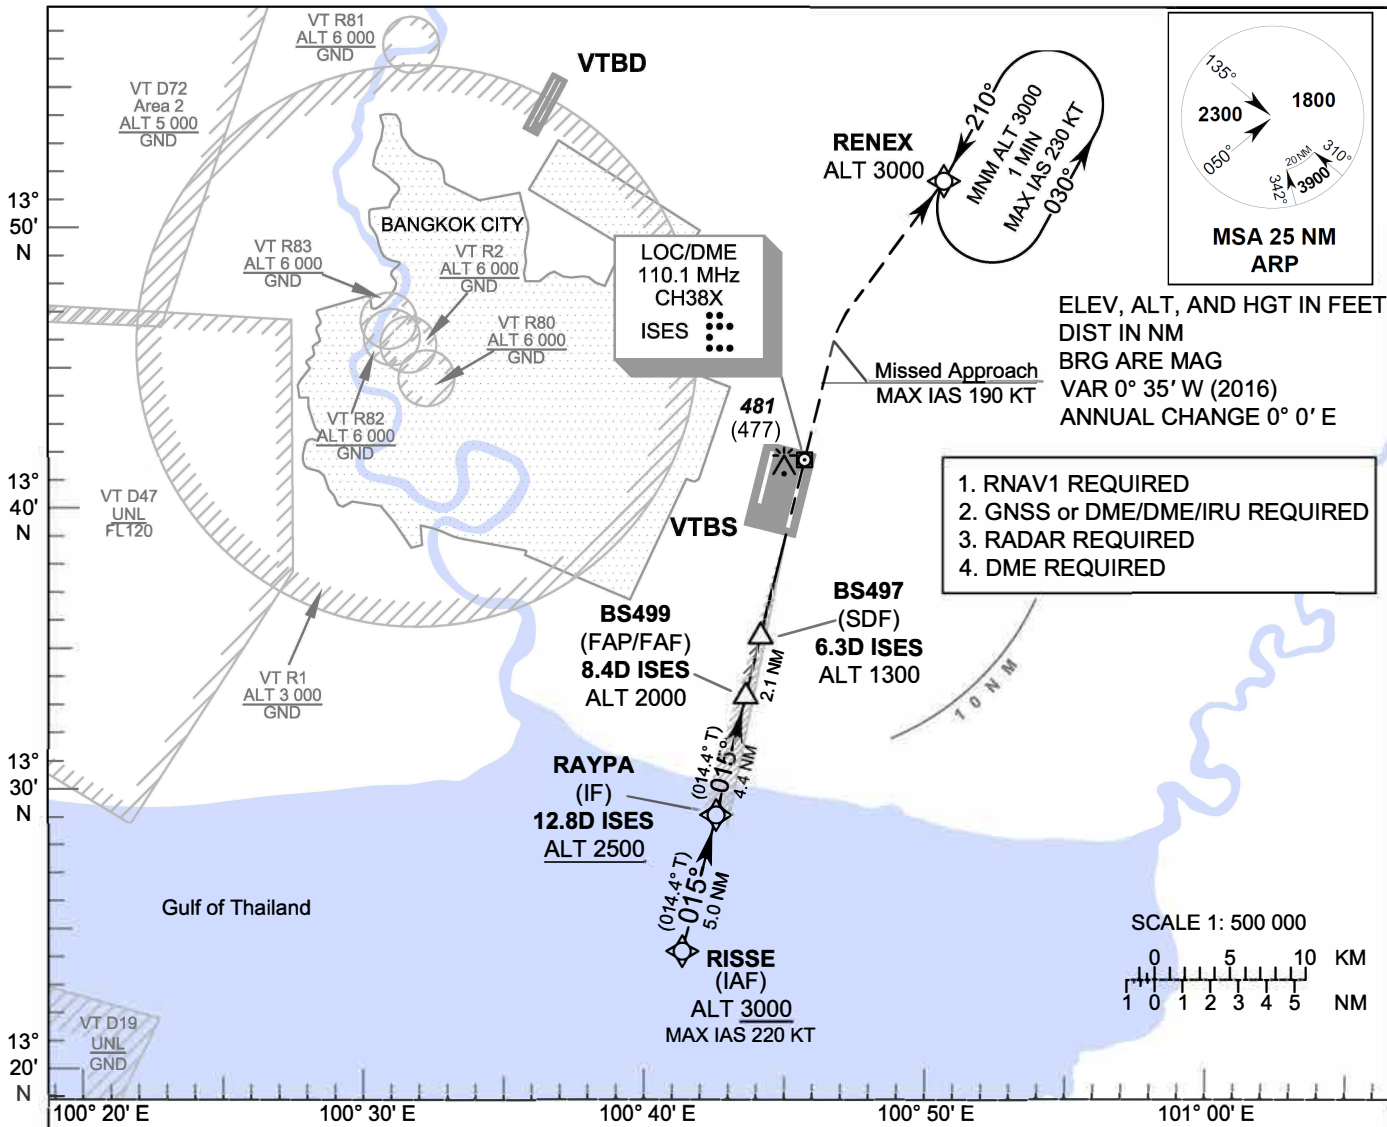 VT R81
ALT 6 000
GND
VTBD
VT D72
Area 2
ALT 5 000
GND
RENEX
ALT 3000
210°
MNM ALT 3000
1 MIN
MAX IAS 230 KT
030°
135°
2300
1800
050°
20 NM
310°
342°
3900
MSA 25 NM
ARP
13°
50'
N
BANGKOK CITY
VT R83
ALT 6 000
GND
VT R2
ALT 6 000
GND
LOC/DME
110.1 MHz
CH38X
ISES
ELEV, ALT, AND HGT IN FEET
DIST IN NM
BRG ARE MAG
VAR 0° 35' W (2016)
ANNUAL CHANGE 0° 0' E
VT R80
ALT 6 000
GND
Missed Approach
MAX IAS 190 KT
VT R82
ALT 6 000
GND
481
(477)
13°
40'
N
VT D47
UNL
FL120
VTBS
1. RNAV1 REQUIRED
2. GNSS or DME/DME/IRU REQUIRED
3. RADAR REQUIRED
4. DME REQUIRED
BS499
(FAP/FAF)
8.4D ISES
ALT 2000
BS497
(SDF)
6.3D ISES
ALT 1300
2.1 NM
10 NM
VT R1
ALT 3 000
GND
13°
30'
N
RAYPA
(IF)
12.8D ISES
ALT 2500
(014.4° T)
015°
4.4 NM
(014.4° T)
015°
5.0 NM
Gulf of Thailand
RISSE
(IAF)
ALT 3000
MAX IAS 220 KT
SCALE 1: 500 000
0 5 10 KM
1 0 1 2 3 4 5 NM
VT D19
UNL
GND
13°
20'
N
100° 20' E
100° 30' E
100° 40' E
100° 50' E
101° 00' E